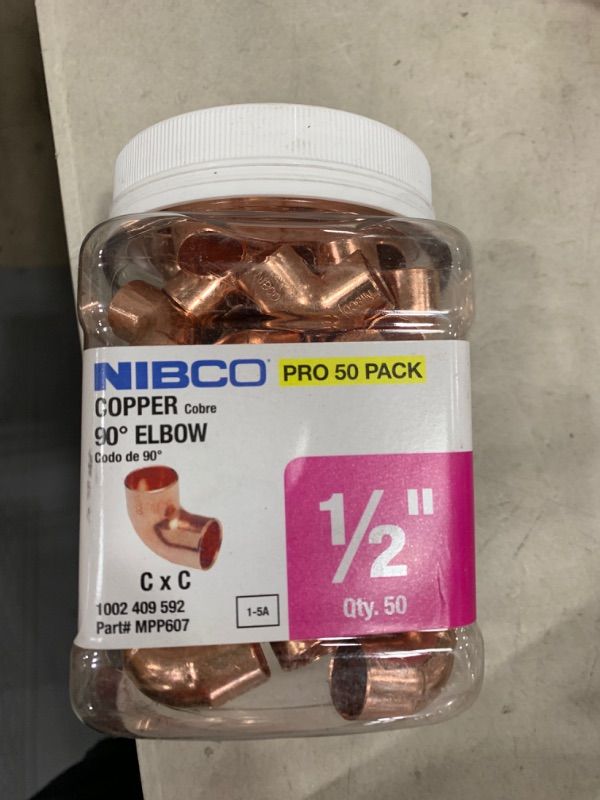 NIBCO PRO 50 PACK
COPPER Cobre
90° ELBOW
Codo de 90°
C x C
1002 409 592
Part# MPP607
1-5A
1/2"
Qty. 50
NIBCO